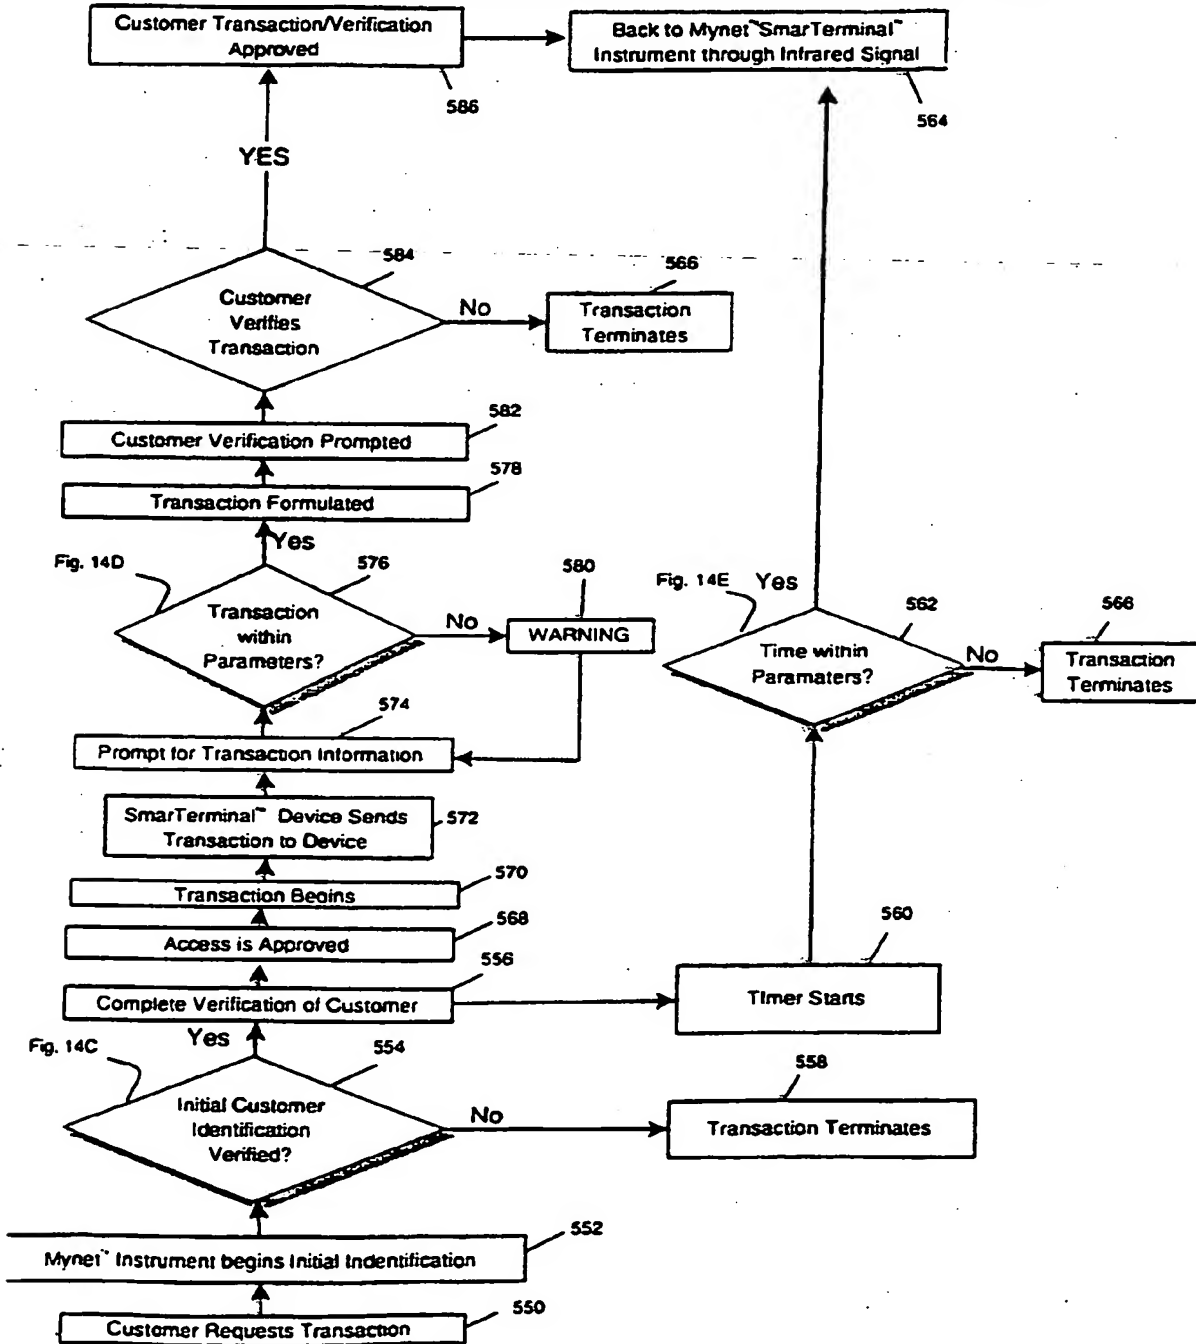 Customer Transaction/Verification
Approved
586
Back to Mynet~SmarTerminal~
Instrument through Infrared Signal
564
YES
584
Customer
Verifies
Transaction
No
566
Transaction
Terminates
582
Customer Verification Prompted
578
Transaction Formulated
Yes
Fig. 14D
576
Transaction
within
Parameters?
No
580
WARNING
Fig. 14E
Yes
562
Time within
Paramaters?
No
566
Transaction
Terminates
574
Prompt for Transaction Information
SmarTerminal~ Device Sends
Transaction to Device
572
570
Transaction Begins
568
Access is Approved
556
Complete Verification of Customer
560
Timer Starts
Yes
Fig. 14C
554
Initial Customer
Identification
Verified?
No
558
Transaction Terminates
552
Mynet~ Instrument begins Initial Indentification
550
Customer Requests Transaction